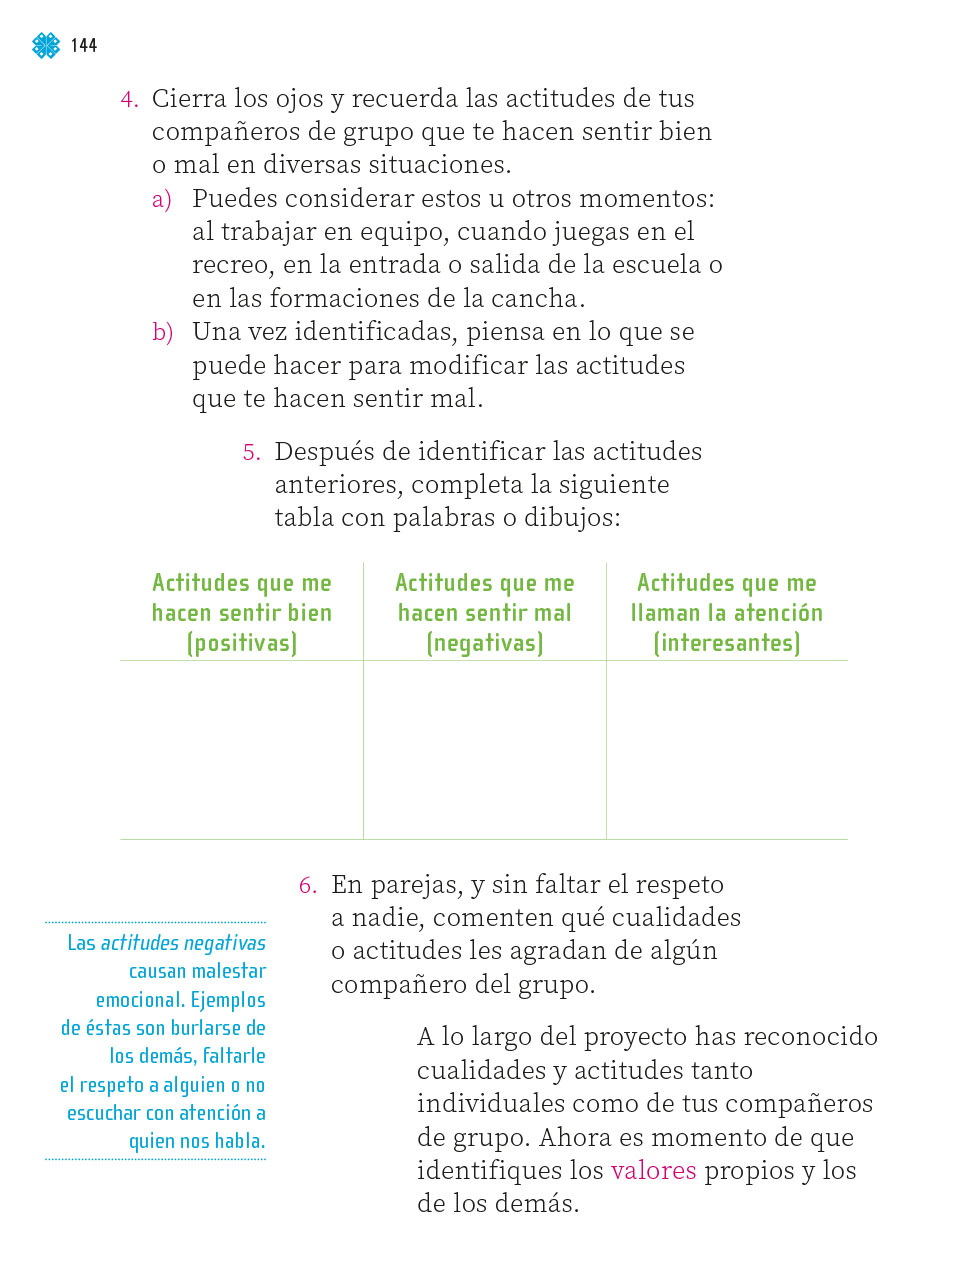 144
4. Cierra los ojos y recuerda las actitudes de tus
compañeros de grupo que te hacen sentir bien
o mal en diversas situaciones.
a) Puedes considerar estos u otros momentos:
al trabajar en equipo, cuando juegas en el
recreo, en la entrada o salida de la escuela o
en las formaciones de la cancha.
b) Una vez identificadas, piensa en lo que se
puede hacer para modificar las actitudes
que te hacen sentir mal.
5. Después de identificar las actitudes
anteriores, completa la siguiente
tabla con palabras o dibujos:
Actitudes que me
hacen sentir bien
(positivas)
Actitudes que me
hacen sentir mal
(negativas)
Actitudes que me
llaman la atención
(interesantes)
6. En parejas, y sin faltar el respeto
a nadie, comenten qué cualidades
o actitudes les agradan de algún
compañero del grupo.
Las actitudes negativas
causan malestar
emocional. Ejemplos
de éstas son burlarse de
los demás, faltarle
el respeto a alguien o no
escuchar con atención a
quien nos habla.
A lo largo del proyecto has reconocido
cualidades y actitudes tanto
individuales como de tus compañeros
de grupo. Ahora es momento de que
identifiques los valores propios y los
de los demás.